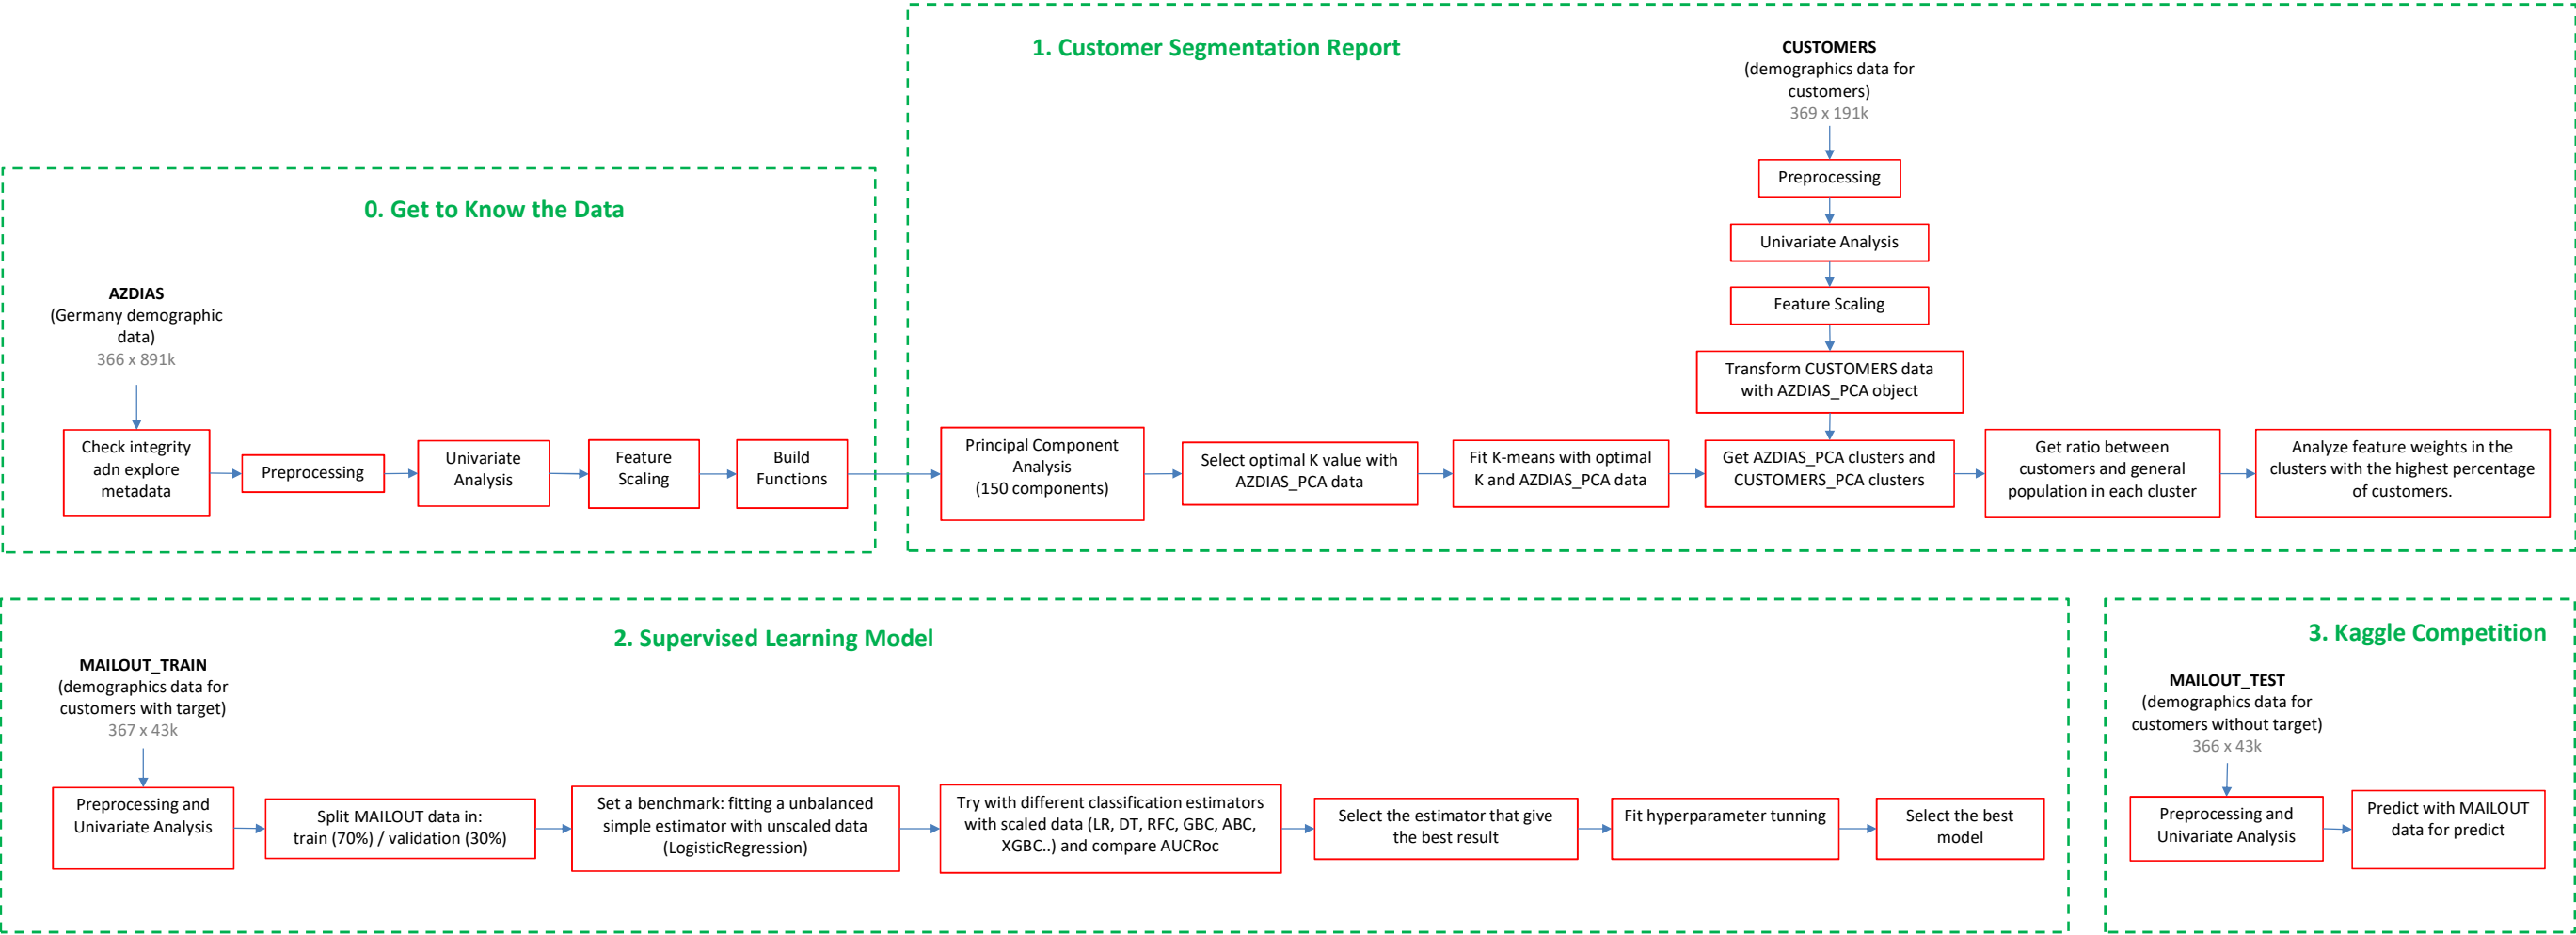 1. Customer Segmentation Report
CUSTOMERS
(demographics data for
customers)
369 x 191k
Preprocessing
Univariate Analysis
Feature Scaling
Transform CUSTOMERS data
with AZDIAS_PCA object
0. Get to Know the Data
AZDIAS
(Germany demographic
data)
366 x 891k
Check integrity
adn explore
metadata
Preprocessing
Univariate
Analysis
Feature
Scaling
Build
Functions
Principal Component
Analysis
(150 components)
Select optimal K value with
AZDIAS_PCA data
Fit K-means with optimal
K and AZDIAS_PCA data
Get AZDIAS_PCA clusters and
CUSTOMERS_PCA clusters
Get ratio between
customers and general
population in each cluster
Analyze feature weights in the
clusters with the highest percentage
of customers.
2. Supervised Learning Model
MAILOUT_TRAIN
(demographics data for
customers with target)
367 x 43k
Preprocessing and
Univariate Analysis
Split MAILOUT data in:
train (70%) / validation (30%)
Set a benchmark: fitting a unbalanced
simple estimator with unscaled data
(LogisticRegression)
Try with different classification estimators
with scaled data (LR, DT, RFC, GBC, ABC,
XGBC..) and compare AUCRoc
Select the estimator that give
the best result
Fit hyperparameter tunning
Select the best
model
3. Kaggle Competition
MAILOUT_TEST
(demographics data for
customers without target)
366 x 43k
Preprocessing and
Univariate Analysis
Predict with MAILOUT
data for predict